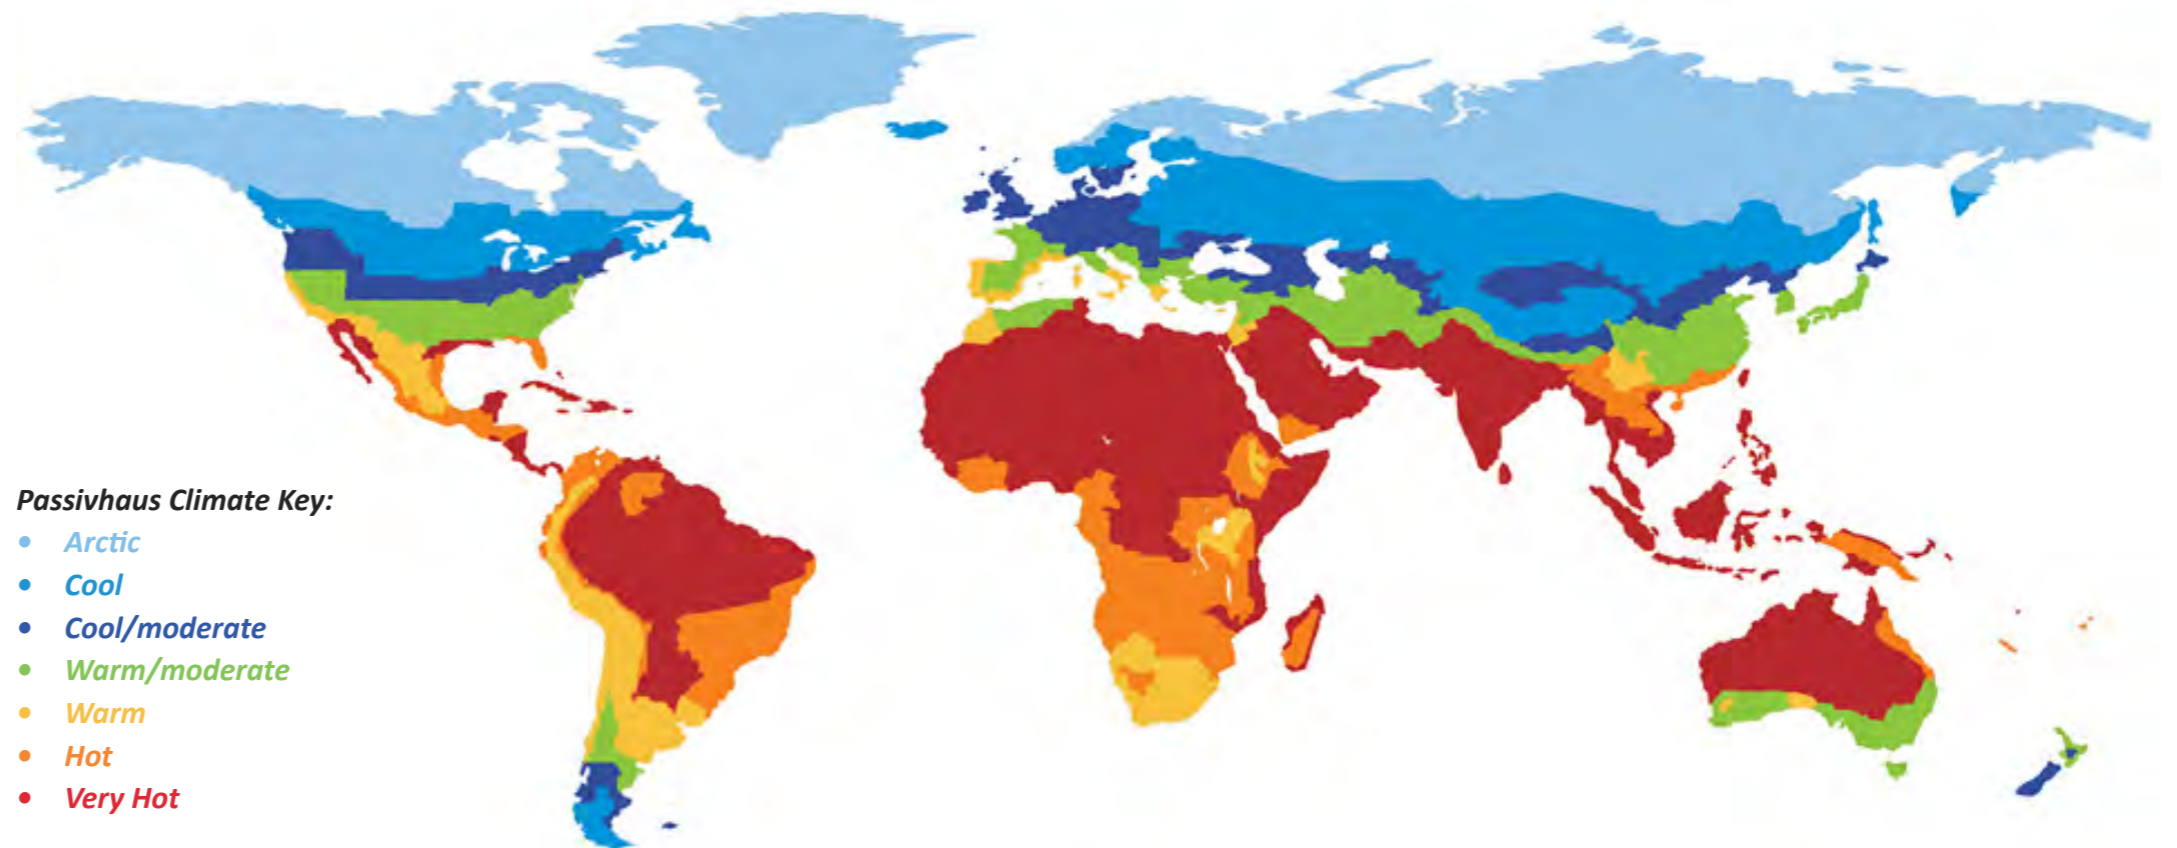 Passivhaus Climate Key:
• Arctic
• Cool
• Cool/moderate
• Warm/moderate
• Warm
• Hot
• Very Hot